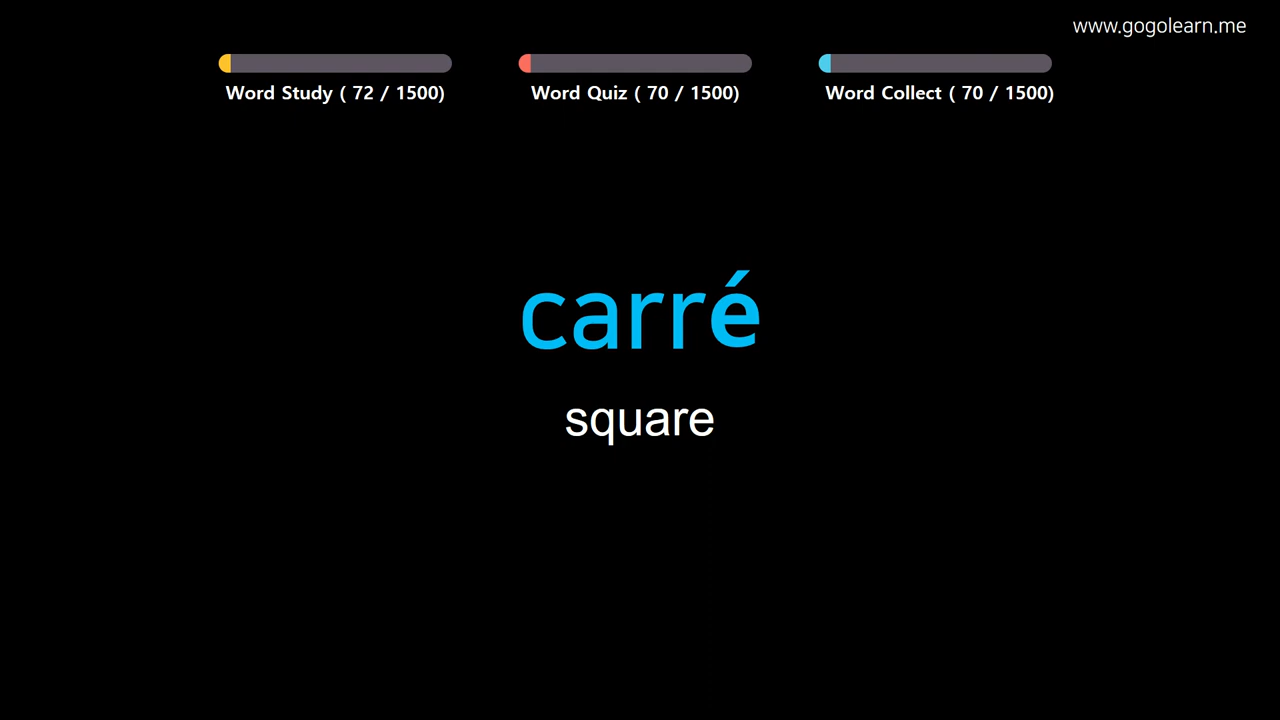 www.gogolearn.me
Word Study ( 72 / 1500)
Word Quiz ( 70 / 1500)
Word Collect ( 70 / 1500)
carré
square